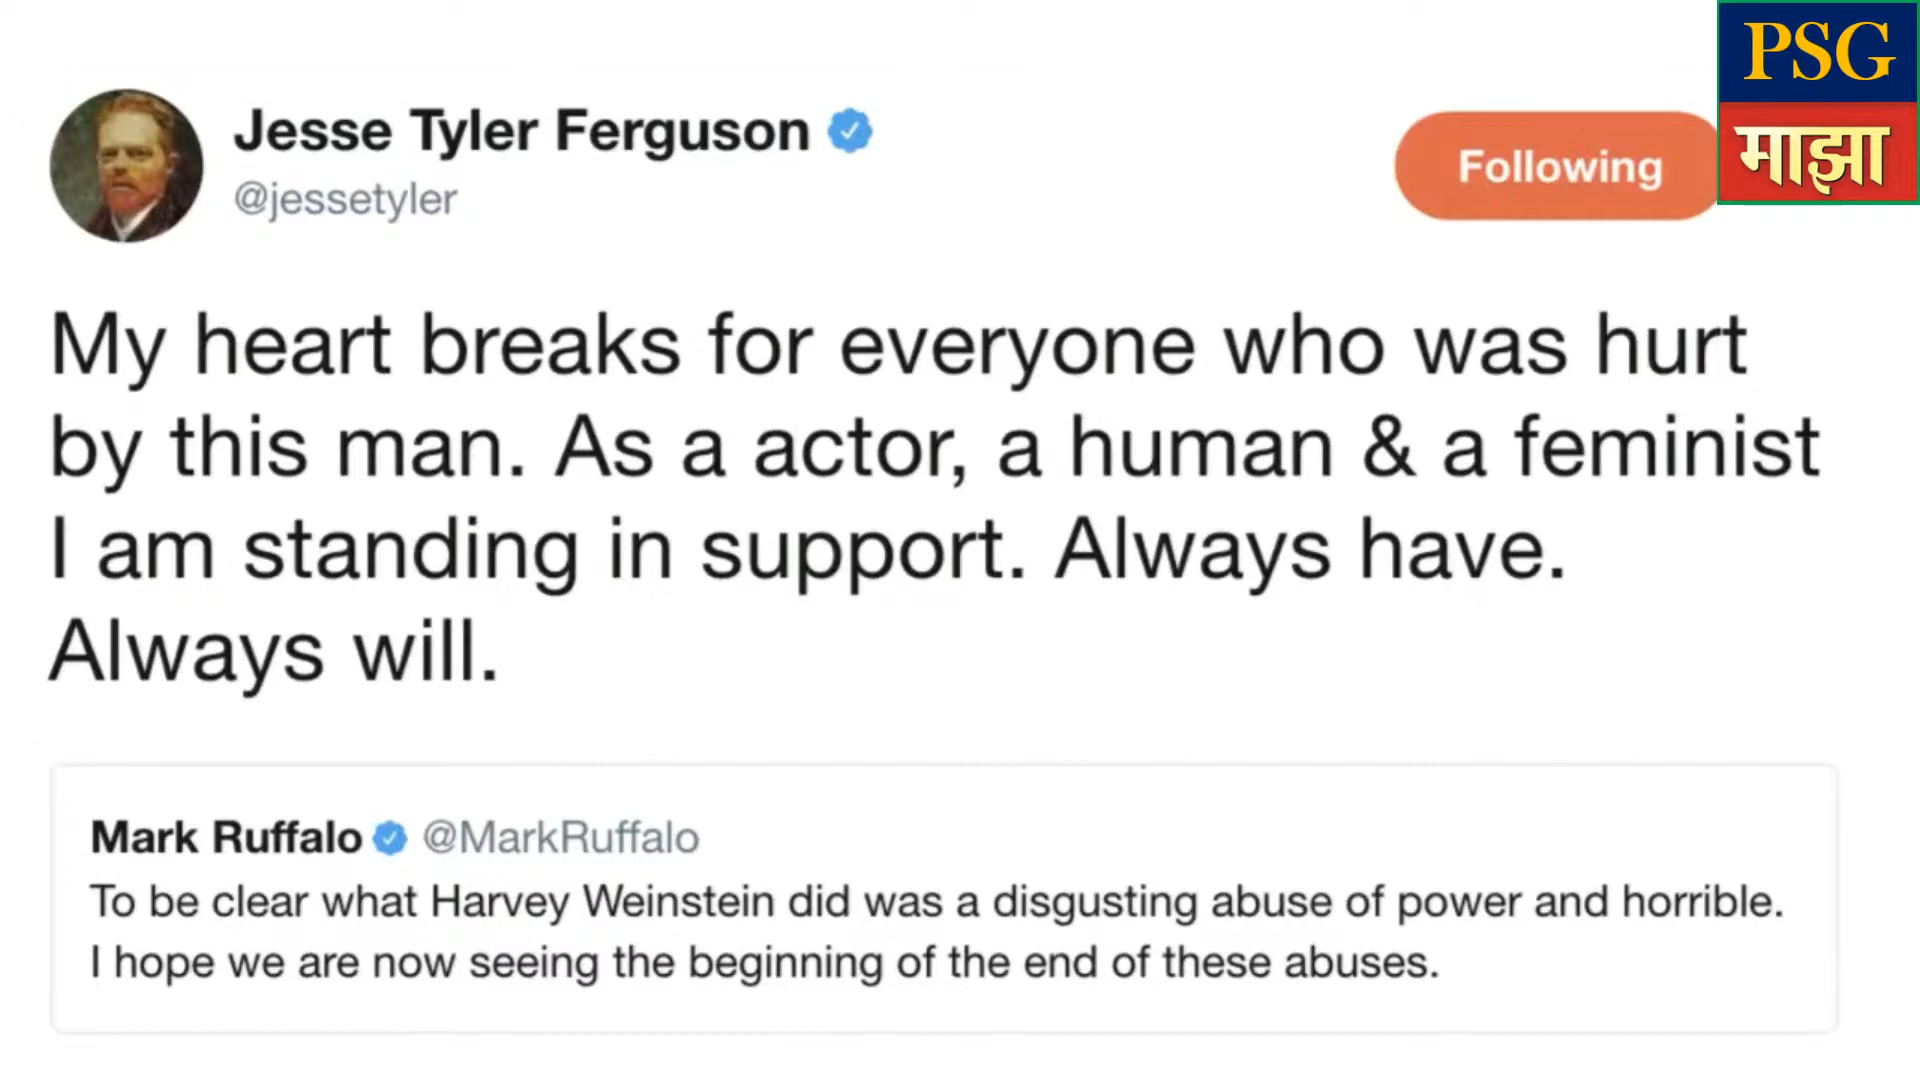 PSG
माझा
Jesse Tyler Ferguson
@jessetyler
Following
My heart breaks for everyone who was hurt
by this man. As a actor, a human & a feminist
I am standing in support. Always have.
Always will.
Mark Ruffalo @MarkRuffalo
To be clear what Harvey Weinstein did was a disgusting abuse of power and horrible.
I hope we are now seeing the beginning of the end of these abuses.